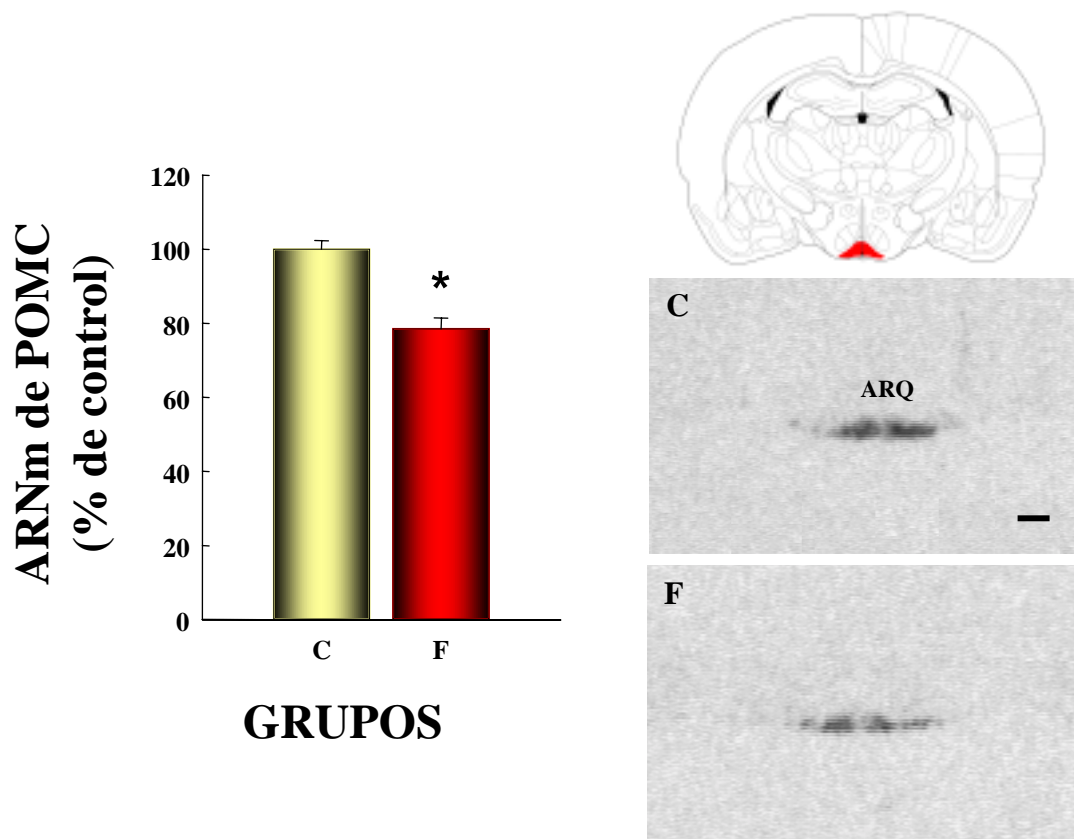 ARNm de POMC
(% de control)
120
100
80
60
40
20
0
*
C
F
GRUPOS
C
ARQ
F